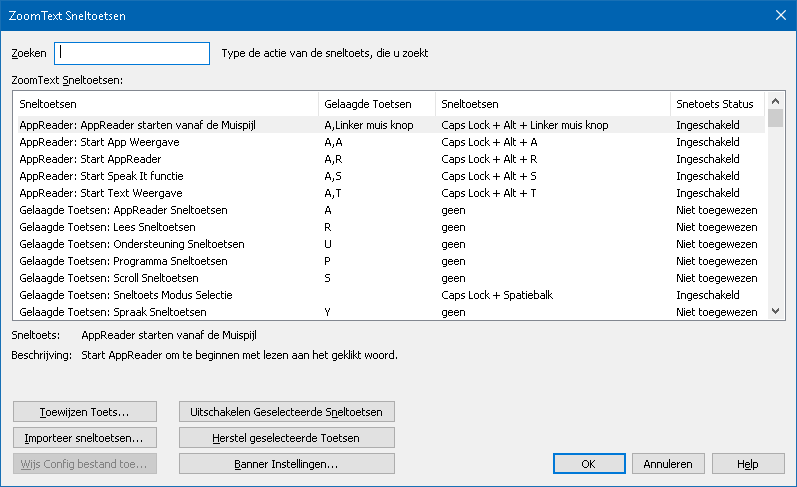 ZoomText Sneltoetsen
Zoeken Type de actie van de sneltoets, die u zoekt
ZoomText Sneltoetsen:
Sneltoetsen Gelaagde Toetsen Sneltoetsen Snetoets Status
AppReader: AppReader starten vanaf de Muispijl A,Linker muis knop Caps Lock + Alt + Linker muis knop Ingeschakeld
AppReader: Start App Weergave A,A Caps Lock + Alt + A Ingeschakeld
AppReader: Start AppReader A,R Caps Lock + Alt + R Ingeschakeld
AppReader: Start Speak It functie A,S Caps Lock + Alt + S Ingeschakeld
AppReader: Start Text Weergave A,T Caps Lock + Alt + T Ingeschakeld
Gelaagde Toetsen: AppReader Sneltoetsen A geen Niet toegewezen
Gelaagde Toetsen: Lees Sneltoetsen R geen Niet toegewezen
Gelaagde Toetsen: Ondersteuning Sneltoetsen U geen Niet toegewezen
Gelaagde Toetsen: Programma Sneltoetsen P geen Niet toegewezen
Gelaagde Toetsen: Scroll Sneltoetsen S geen Niet toegewezen
Gelaagde Toetsen: Sneltoets Modus Selectie Caps Lock + Spatiebalk Ingeschakeld
Gelaagde Toetsen: Spraak Sneltoetsen Y geen Niet toegewezen
Sneltoets: AppReader starten vanaf de Muispijl
Beschrijving: Start AppReader om te beginnen met lezen aan het geklikt woord.
Toewijzen Toets... Uitschakelen Geselecteerde Sneltoetsen
Importeer sneltoetsen... Herstel geselecteerde Toetsen
Wijs Config bestand toe... Banner Instellingen... OK Annuleren Help